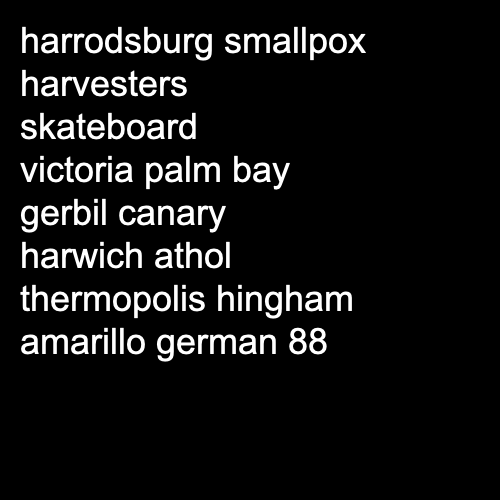 harrodsburg smallpox
harvesters
skateboard
victoria palm bay
gerbil canary
harwich athol
thermopolis hingham
amarillo german 88